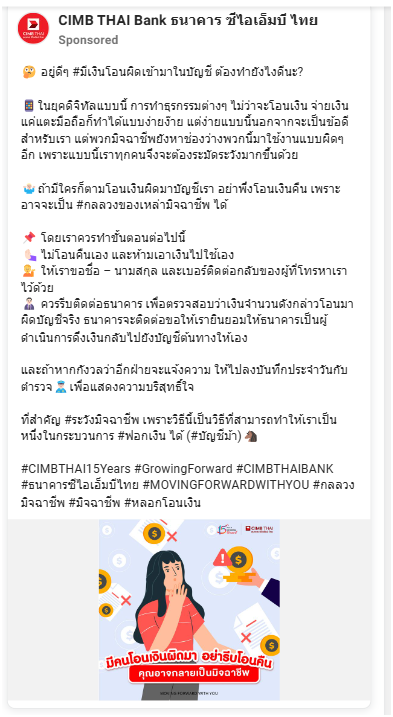 CIMB THAI Bank ธนาคาร ซีไอเอ็มบี ไทย
Sponsored
🤔 อยู่ดีๆ #มีเงินโอนผิดเข้ามาในบัญชี ต้องทำยังไงดีนะ?
📱 ในยุคดิจิทัลแบบนี้ การทำธุรกรรมต่างๆ ไม่ว่าจะโอนเงิน จ่ายเงิน
แค่แตะมือถือก็ทำได้แบบง่ายง๊าย แต่ง่ายแบบนี้นอกจากจะเป็นข้อดี
สำหรับเรา แต่พวกมิจฉาชีพยังหาช่องว่างพวกนี้มาใช้งานแบบผิดๆ
อีก เพราะแบบนี้เราทุกคนจึงจะต้องระมัดระวังมากขึ้นด้วย
🤷 ถ้ามีใครก็ตามโอนเงินผิดมาบัญชีเรา อย่าพึ่งโอนเงินคืน เพราะ
อาจจะเป็น #กลลวงของเหล่ามิจฉาชีพ ได้
📌 โดยเราควรทำขั้นตอนต่อไปนี้
ไม่โอนคืนเอง และห้ามเอาเงินไปใช้เอง
ให้เราขอชื่อ – นามสกุล และเบอร์ติดต่อกลับของผู้ที่โทรหาเรา
ไว้ด้วย
ควรรีบติดต่อธนาคาร เพื่อตรวจสอบว่าเงินจำนวนดังกล่าวโอนมา
ผิดบัญชีจริง ธนาคารจะติดต่อขอให้เรายินยอมให้ธนาคารเป็นผู้
ดำเนินการดึงเงินกลับไปยังบัญชีต้นทางให้เอง
และถ้าหากกังวลว่าอีกฝ่ายจะแจ้งความ ให้ไปลงบันทึกประจำวันกับ
ตำรวจ 👮 เพื่อแสดงความบริสุทธิ์ใจ
ที่สำคัญ #ระวังมิจฉาชีพ เพราะวิธีนี้เป็นวิธีที่สามารถทำให้เราเป็น
หนึ่งในกระบวนการ #ฟอกเงิน ได้ (#บัญชีม้า) 🐴
#CIMBTHAI15Years #GrowingForward #CIMBTHAIBANK
#ธนาคารซีไอเอ็มบีไทย #MOVINGFORWARDWITHYOU #กลลวง
มิจฉาชีพ #มิจฉาชีพ #หลอกโอนเงิน
CIMB THAI
มีคนโอนเงินผิดมา อย่ารีบโอนคืน
คุณอาจกลายเป็นมิจฉาชีพ
MOVING FORWARD WITH YOU